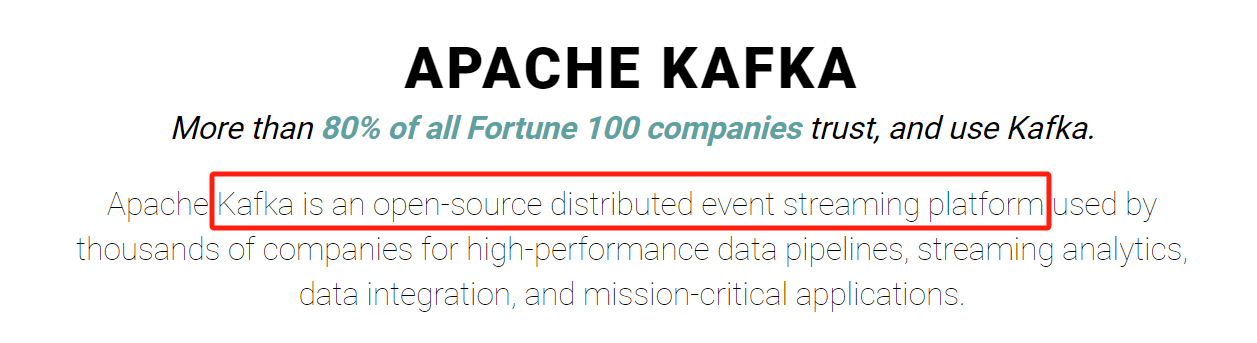 APACHE KAFKA
More than 80% of all Fortune 100 companies trust, and use Kafka.
Apache Kafka is an open-source distributed event streaming platform used by
thousands of companies for high-performance data pipelines, streaming analytics,
data integration, and mission-critical applications.